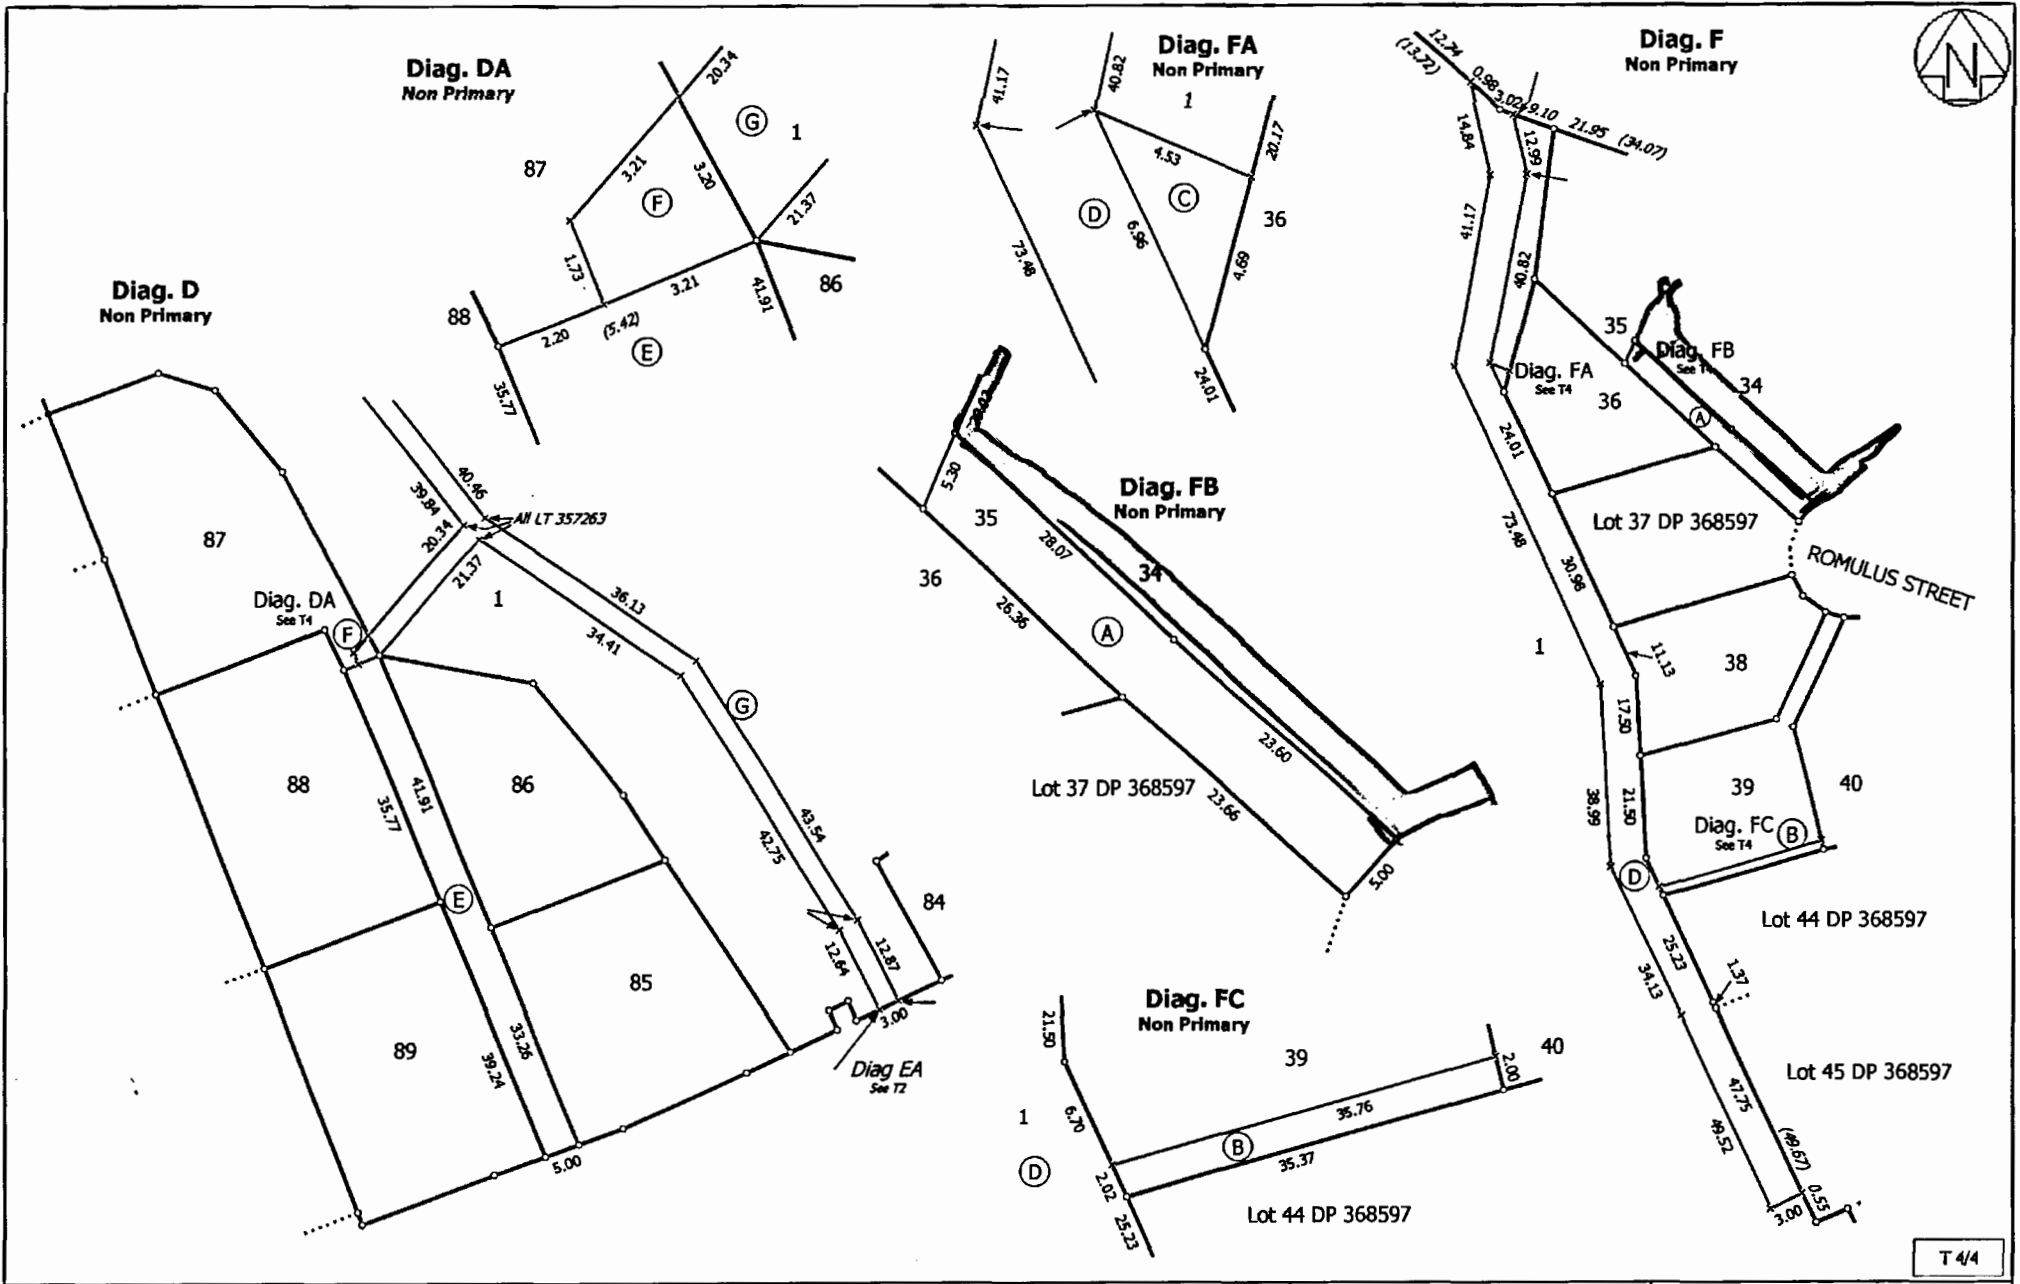 Diag. DA
Non Primary
20.34
G
1
87
3.21
3.20
F
21.37
1.73
3.21
41.91
86
88
2.20
(5.42)
E
35.77
Diag. FA
Non Primary
1
41.17
40.82
4.53
20.17
C
D
36
6.96
73.48
4.69
24.01
Diag. F
Non Primary
N
12.74
(13.72)
0.98
3.02
9.10
21.95
(34.07)
14.84
12.99
41.17
40.82
35
Diag. FB
See T4
34
Diag. FA
See T4
36
A
24.01
Lot 37 DP 368597
73.48
ROMULUS STREET
30.98
1
11.13
38
17.50
38.99
21.50
39
40
Diag. FC
See T4
B
D
Lot 44 DP 368597
25.23
34.13
1.37
Lot 45 DP 368597
47.75
49.52
(49.67)
0.55
3.00
Diag. D
Non Primary
39.84
40.46
All LT 357263
87
20.34
21.37
Diag. DA
See T4
F
1
36.13
34.41
G
88
35.77
41.91
86
43.54
42.75
E
84
12.64
12.87
85
33.26
89
39.24
3.00
Diag EA
See T2
5.00
Diag. FB
Non Primary
5.30
35
28.07
34
36
26.36
A
23.60
Lot 37 DP 368597
23.66
5.00
Diag. FC
Non Primary
21.50
39
40
2.00
1
6.70
35.76
B
D
2.02
35.37
25.23
Lot 44 DP 368597
T 4/4